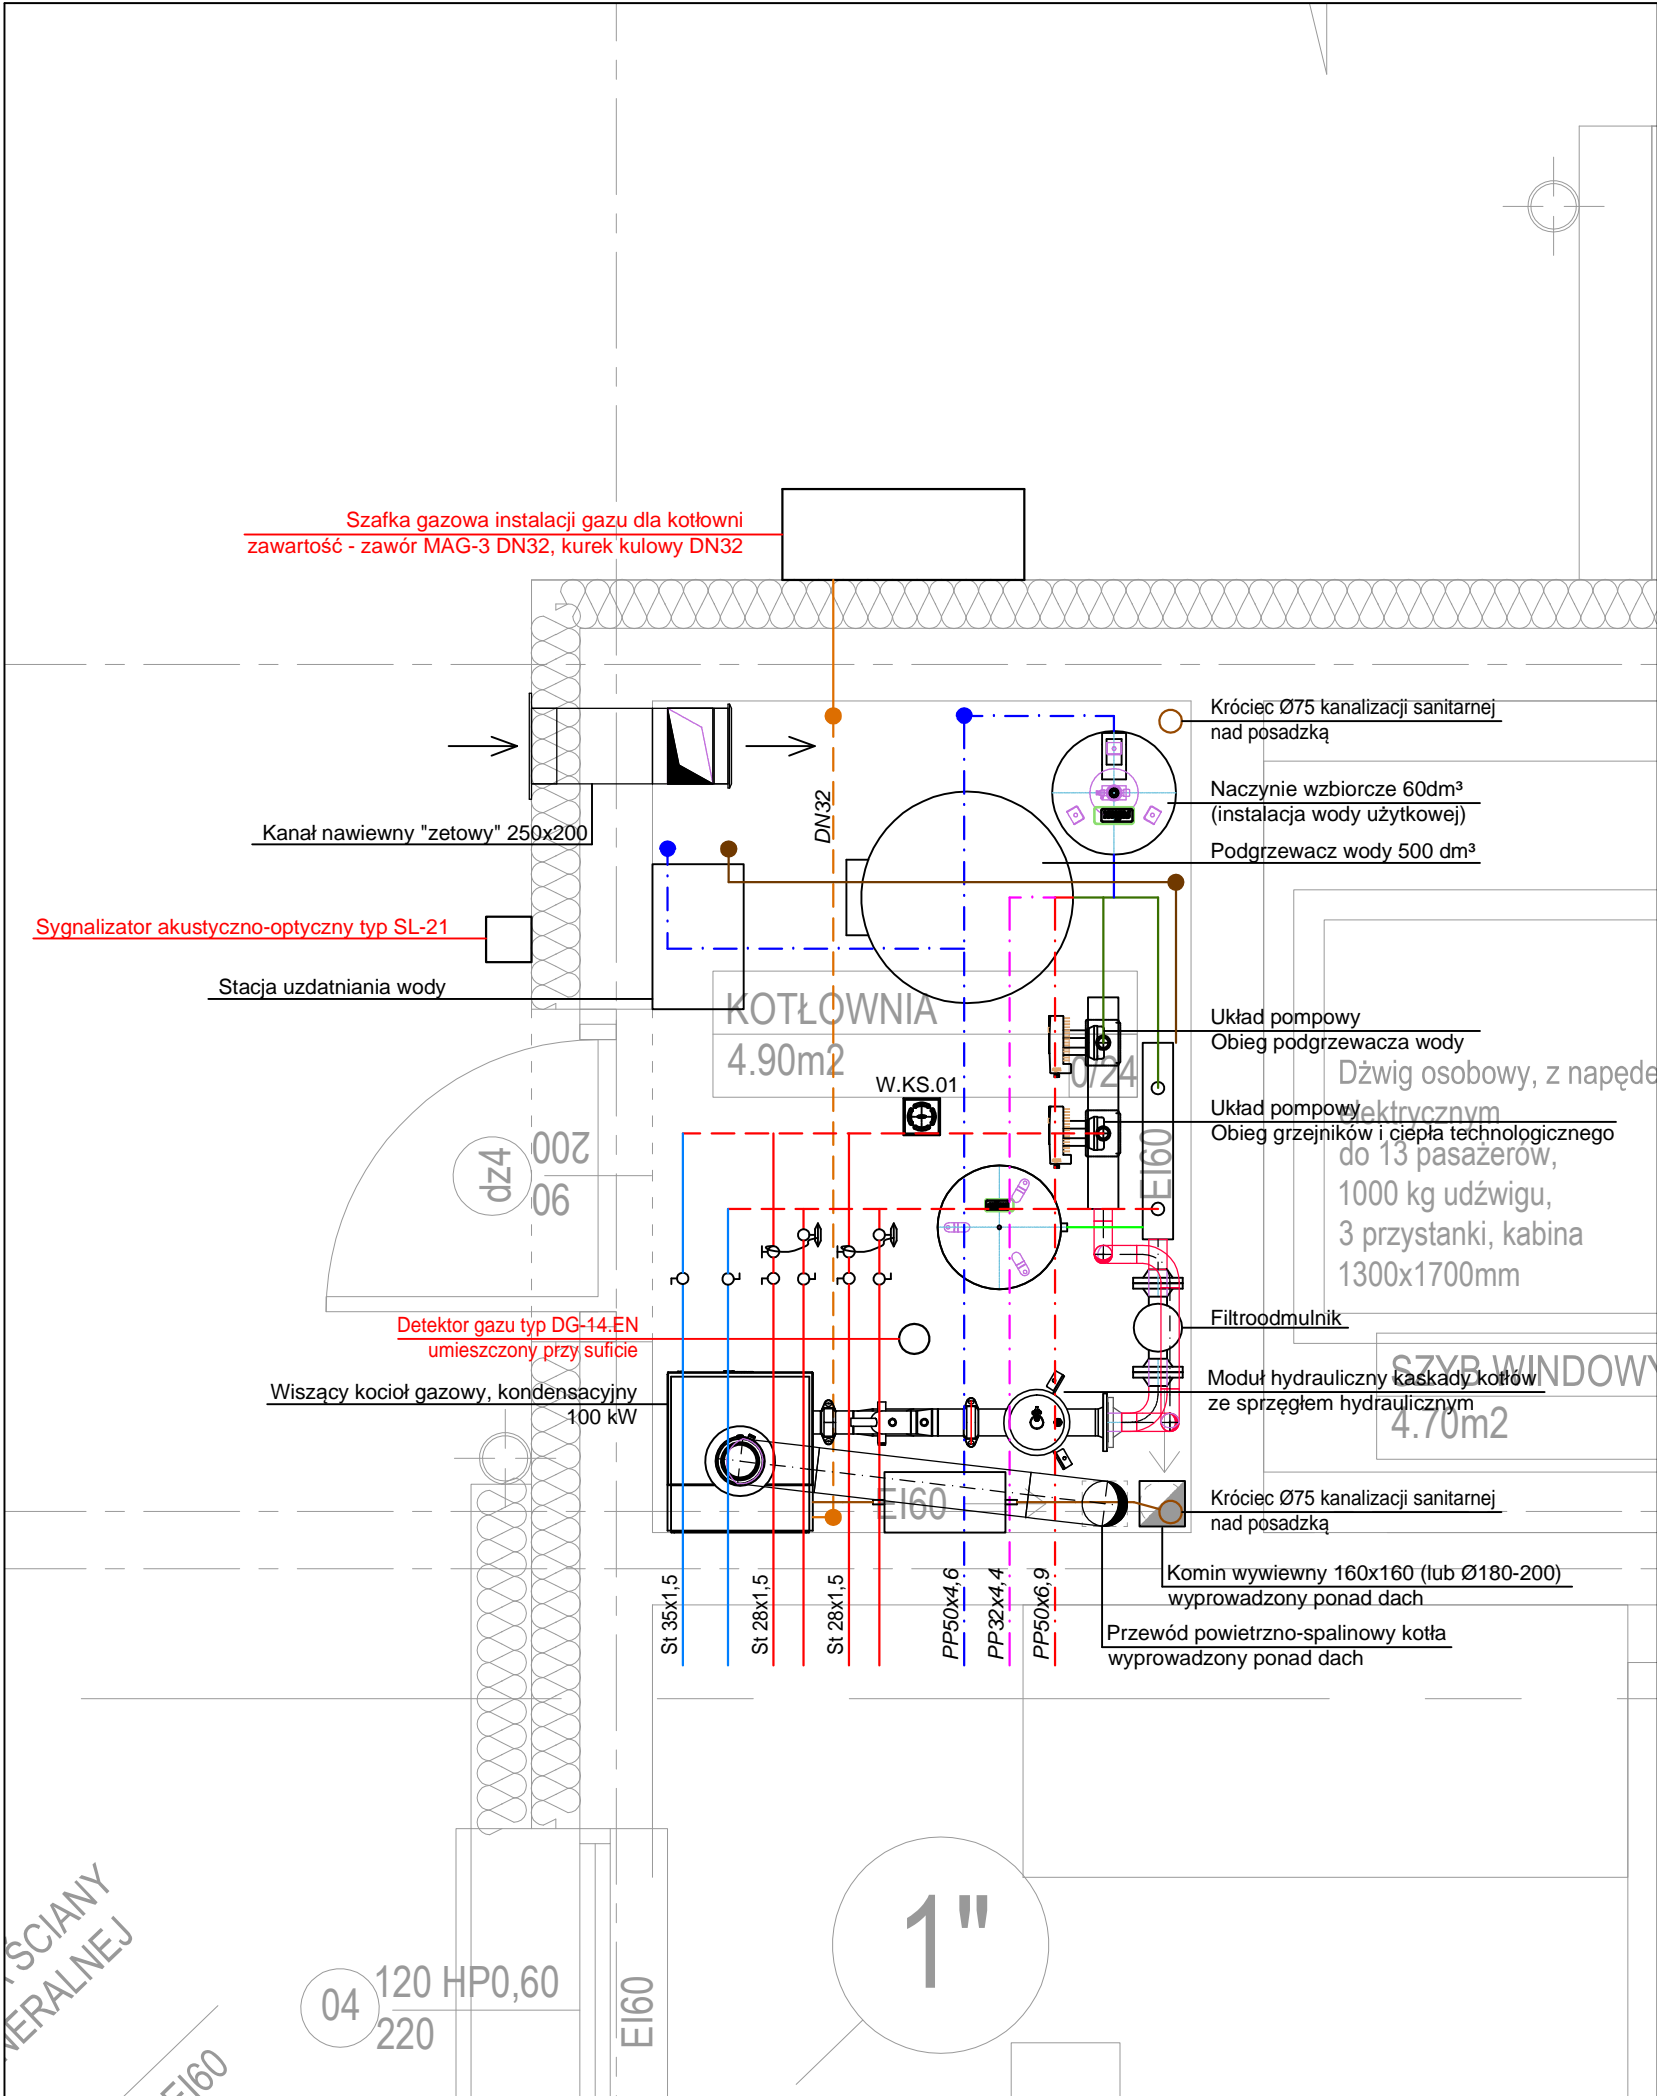 Szafka gazowa instalacji gazu dla kotłowni
zawartość - zawór MAG-3 DN32, kurek kulowy DN32
Króciec Ø75 kanalizacji sanitarnej
nad posadzką
Naczynie wzbiorcze 60dm³
(instalacja wody użytkowej)
DN32
Kanał nawiewny "zetowy" 250x200
Podgrzewacz wody 500 dm³
Sygnalizator akustyczno-optyczny typ SL-21
Stacja uzdatniania wody
KOTŁOWNIA
4.90m2
0/24
W.KS.01
Układ pompowy
Obieg podgrzewacza wody
Układ pompowy
Obieg grzejników i ciepła technologicznego
Dźwig osobowy, z napęde
elektrycznym
do 13 pasażerów,
1000 kg udźwigu,
3 przystanki, kabina
1300x1700mm
EI60
dz4
200
90
Detektor gazu typ DG-14.EN
umieszczony przy suficie
Filtroodmulnik
Wiszący kocioł gazowy, kondensacyjny
100 kW
Moduł hydrauliczny kaskady kotłów
ze sprzęgłem hydraulicznym
SZYB WINDOWY
4.70m2
EI60
Króciec Ø75 kanalizacji sanitarnej
nad posadzką
Komin wywiewny 160x160 (lub Ø180-200)
wyprowadzony ponad dach
Przewód powietrzno-spalinowy kotła
wyprowadzony ponad dach
St 35x1,5
St 28x1,5
St 28x1,5
PP50x4,6
PP32x4,4
PP50x6,9
ŚCIANY
NERALNEJ
EI60
04
120 HP0,60
220
EI60
1"